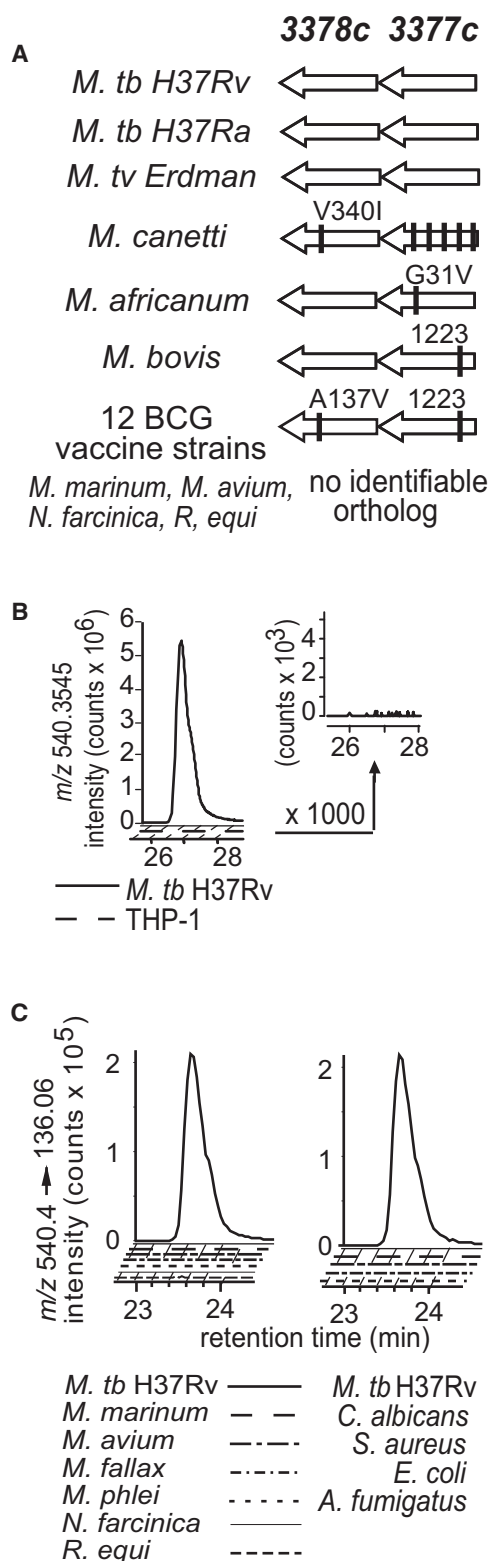 3378c 3377c
A
M. tb H37Rv
M. tb H37Ra
M. tv Erdman
V340I
M. canetti
G31V
M. africanum
1223
M. bovis
A137V 1223
12 BCG
vaccine strains
M. marinum, M. avium,
N. farcinica, R, equi
no identifiable
ortholog
B
m/z 540.3545
intensity (counts x 10^6)
6
5
4
3
2
1
0
26 28
(counts x 10^3)
4
2
0
26 28
x 1000
M. tb H37Rv
THP-1
C
m/z 540.4 → 136.06
intensity (counts x 10^5)
2
1
0
23 24
2
1
0
23 24
retention time (min)
M. tb H37Rv M. tb H37Rv
M. marinum C. albicans
M. avium S. aureus
M. fallax E. coli
M. phlei A. fumigatus
N. farcinica
R. equi